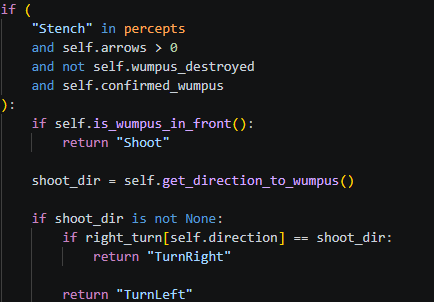 if (
    "Stench" in percepts
    and self.arrows > 0
    and not self.wumpus_destroyed
    and self.confirmed_wumpus
):
    if self.is_wumpus_in_front():
        return "Shoot"

    shoot_dir = self.get_direction_to_wumpus()

    if shoot_dir is not None:
        if right_turn[self.direction] == shoot_dir:
            return "TurnRight"

        return "TurnLeft"